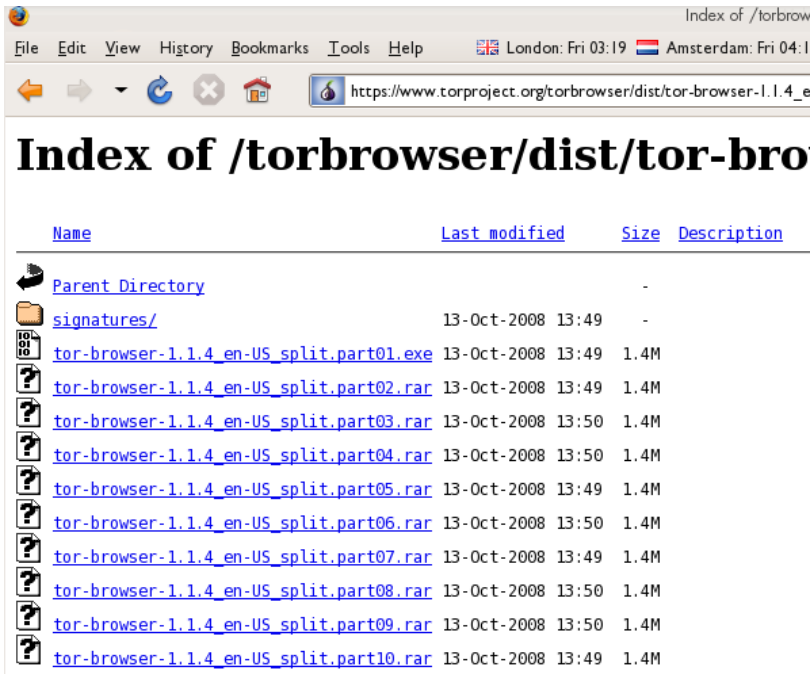 Index of /torbrow
File Edit View History Bookmarks Tools Help London: Fri 03:19 Amsterdam: Fri 04:1
https://www.torproject.org/torbrowser/dist/tor-browser-1.1.4_e
Index of /torbrowser/dist/tor-bro
Name Last modified Size Description
Parent Directory -
signatures/ 13-Oct-2008 13:49 -
tor-browser-1.1.4_en-US_split.part01.exe 13-Oct-2008 13:49 1.4M
tor-browser-1.1.4_en-US_split.part02.rar 13-Oct-2008 13:49 1.4M
tor-browser-1.1.4_en-US_split.part03.rar 13-Oct-2008 13:50 1.4M
tor-browser-1.1.4_en-US_split.part04.rar 13-Oct-2008 13:50 1.4M
tor-browser-1.1.4_en-US_split.part05.rar 13-Oct-2008 13:49 1.4M
tor-browser-1.1.4_en-US_split.part06.rar 13-Oct-2008 13:50 1.4M
tor-browser-1.1.4_en-US_split.part07.rar 13-Oct-2008 13:49 1.4M
tor-browser-1.1.4_en-US_split.part08.rar 13-Oct-2008 13:50 1.4M
tor-browser-1.1.4_en-US_split.part09.rar 13-Oct-2008 13:50 1.4M
tor-browser-1.1.4_en-US_split.part10.rar 13-Oct-2008 13:49 1.4M